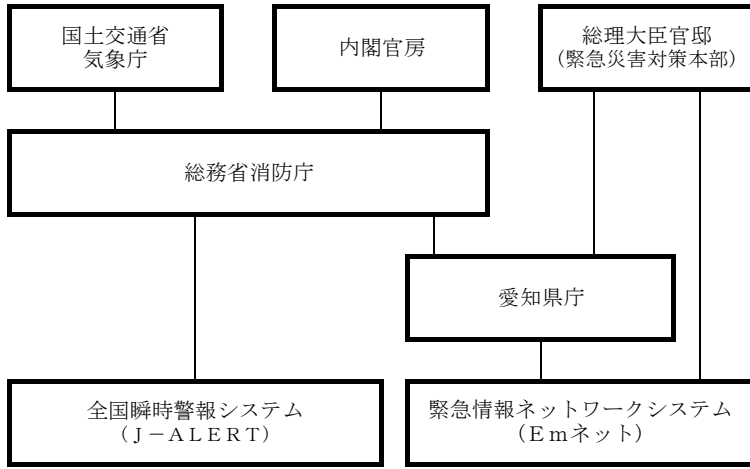 国土交通省
気象庁
内閣官房
総理大臣官邸
（緊急災害対策本部）
総務省消防庁
愛知県庁
全国瞬時警報システム
（Ｊ－ＡＬＥＲＴ）
緊急情報ネットワークシステム
（Ｅｍネット）